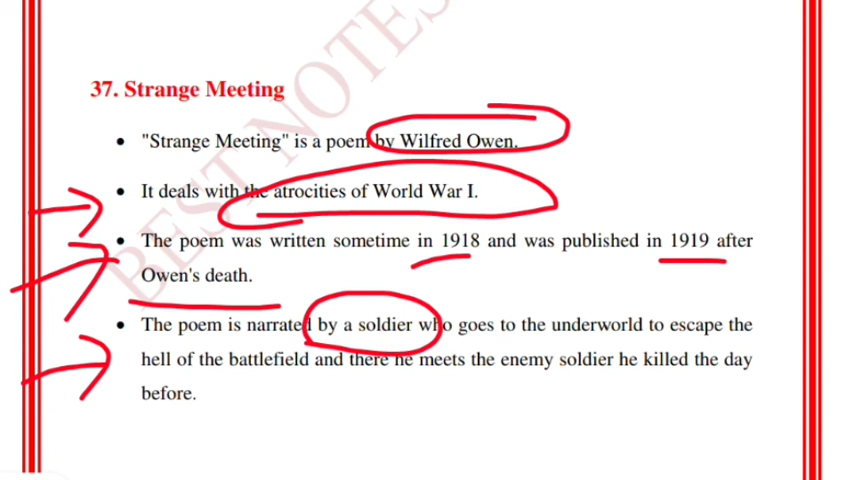 BEST NOTES
37. Strange Meeting
• "Strange Meeting" is a poem by Wilfred Owen.
• It deals with the atrocities of World War I.
• The poem was written sometime in 1918 and was published in 1919 after
Owen's death.
• The poem is narrated by a soldier who goes to the underworld to escape the
hell of the battlefield and there he meets the enemy soldier he killed the day
before.